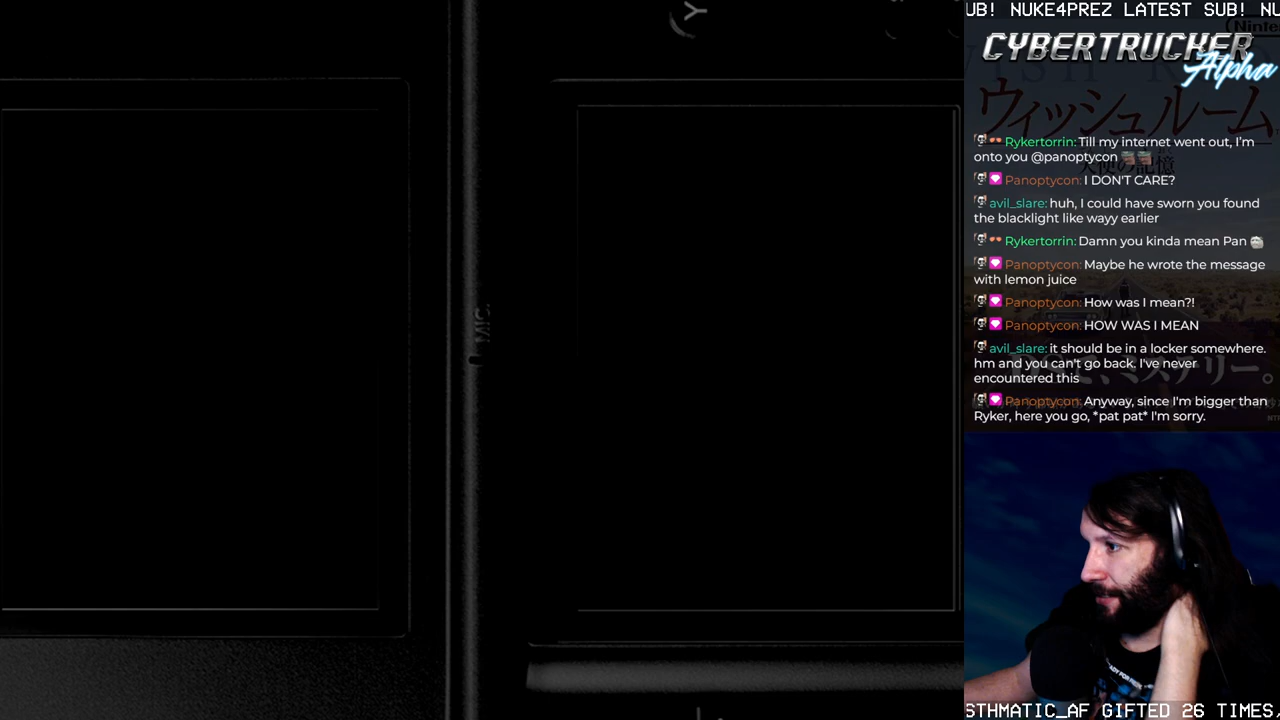 UB! NUKE4PREZ LATEST SUB! NU
CYBERTRUCKER
Alpha
ウィッシュルーム
天使の記憶
Rykertorrin: Till my internet went out, I'm
onto you @panoptycon
Panoptycon: I DON'T CARE?
avil_slare: huh, I could have sworn you found
the blacklight like wayy earlier
Rykertorrin: Damn you kinda mean Pan
Panoptycon: Maybe he wrote the message
with lemon juice
Panoptycon: How was I mean?!
Panoptycon: HOW WAS I MEAN
avil_slare: it should be in a locker somewhere.
hm and you can't go back. I've never
encountered this
Panoptycon: Anyway, since I'm bigger than
Ryker, here you go, *pat pat* I'm sorry.
MIC.
Y
STHMATIC_AF GIFTED 26 TIMES,